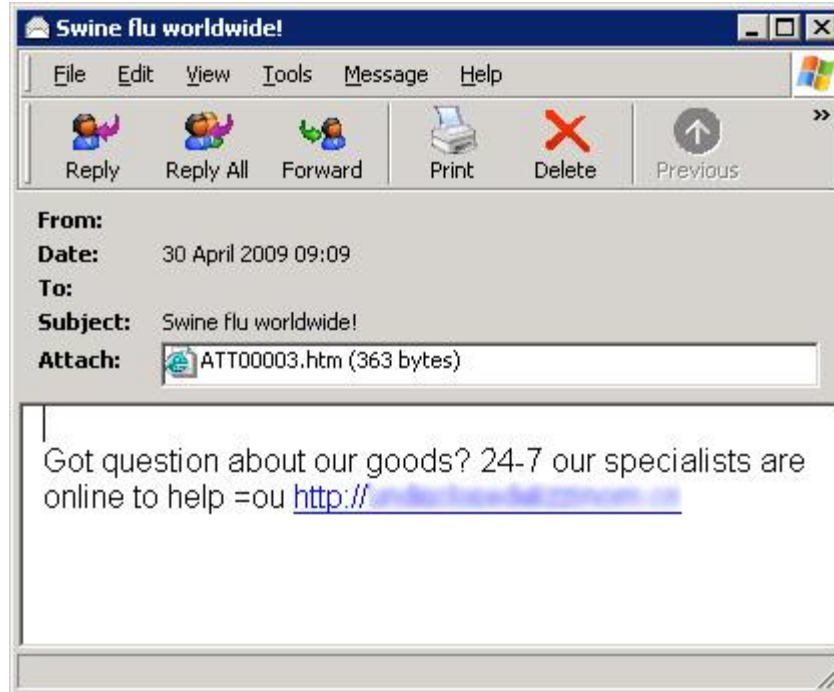 Swine flu worldwide!
File Edit View Tools Message Help
Reply Reply All Forward Print Delete Previous
From:
Date: 30 April 2009 09:09
To:
Subject: Swine flu worldwide!
Attach: ATT00003.htm (363 bytes)
Got question about our goods? 24-7 our specialists are
online to help =ou http://